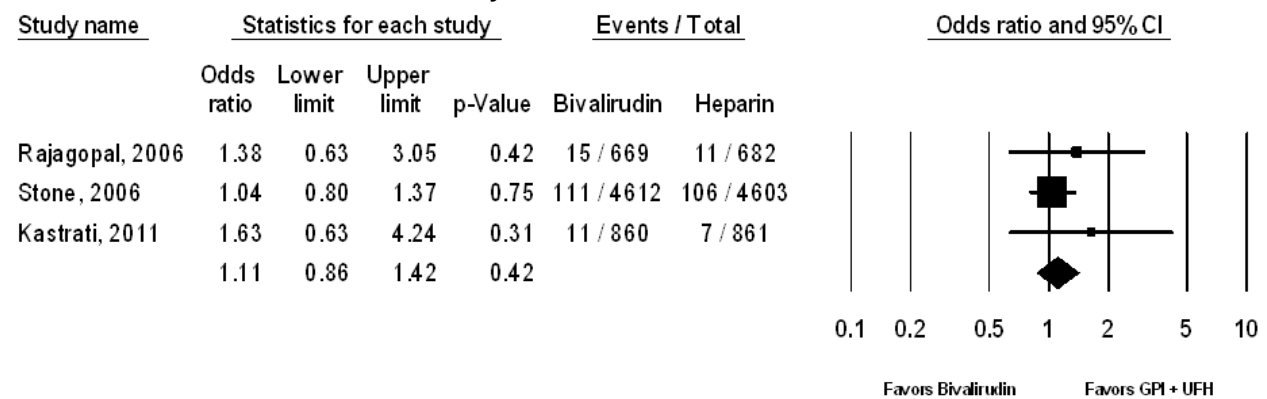 Study name Statistics for each study Events / Total Odds ratio and 95% CI
Odds ratio Lower limit Upper limit p-Value Bivalirudin Heparin
Rajagopal, 2006 1.38 0.63 3.05 0.42 15 / 669 11 / 682
Stone, 2006 1.04 0.80 1.37 0.75 111 / 4612 106 / 4603
Kastrati, 2011 1.63 0.63 4.24 0.31 11 / 860 7 / 861
1.11 0.86 1.42 0.42
0.1 0.2 0.5 1 2 5 10
Favors Bivalirudin Favors GPI + UFH